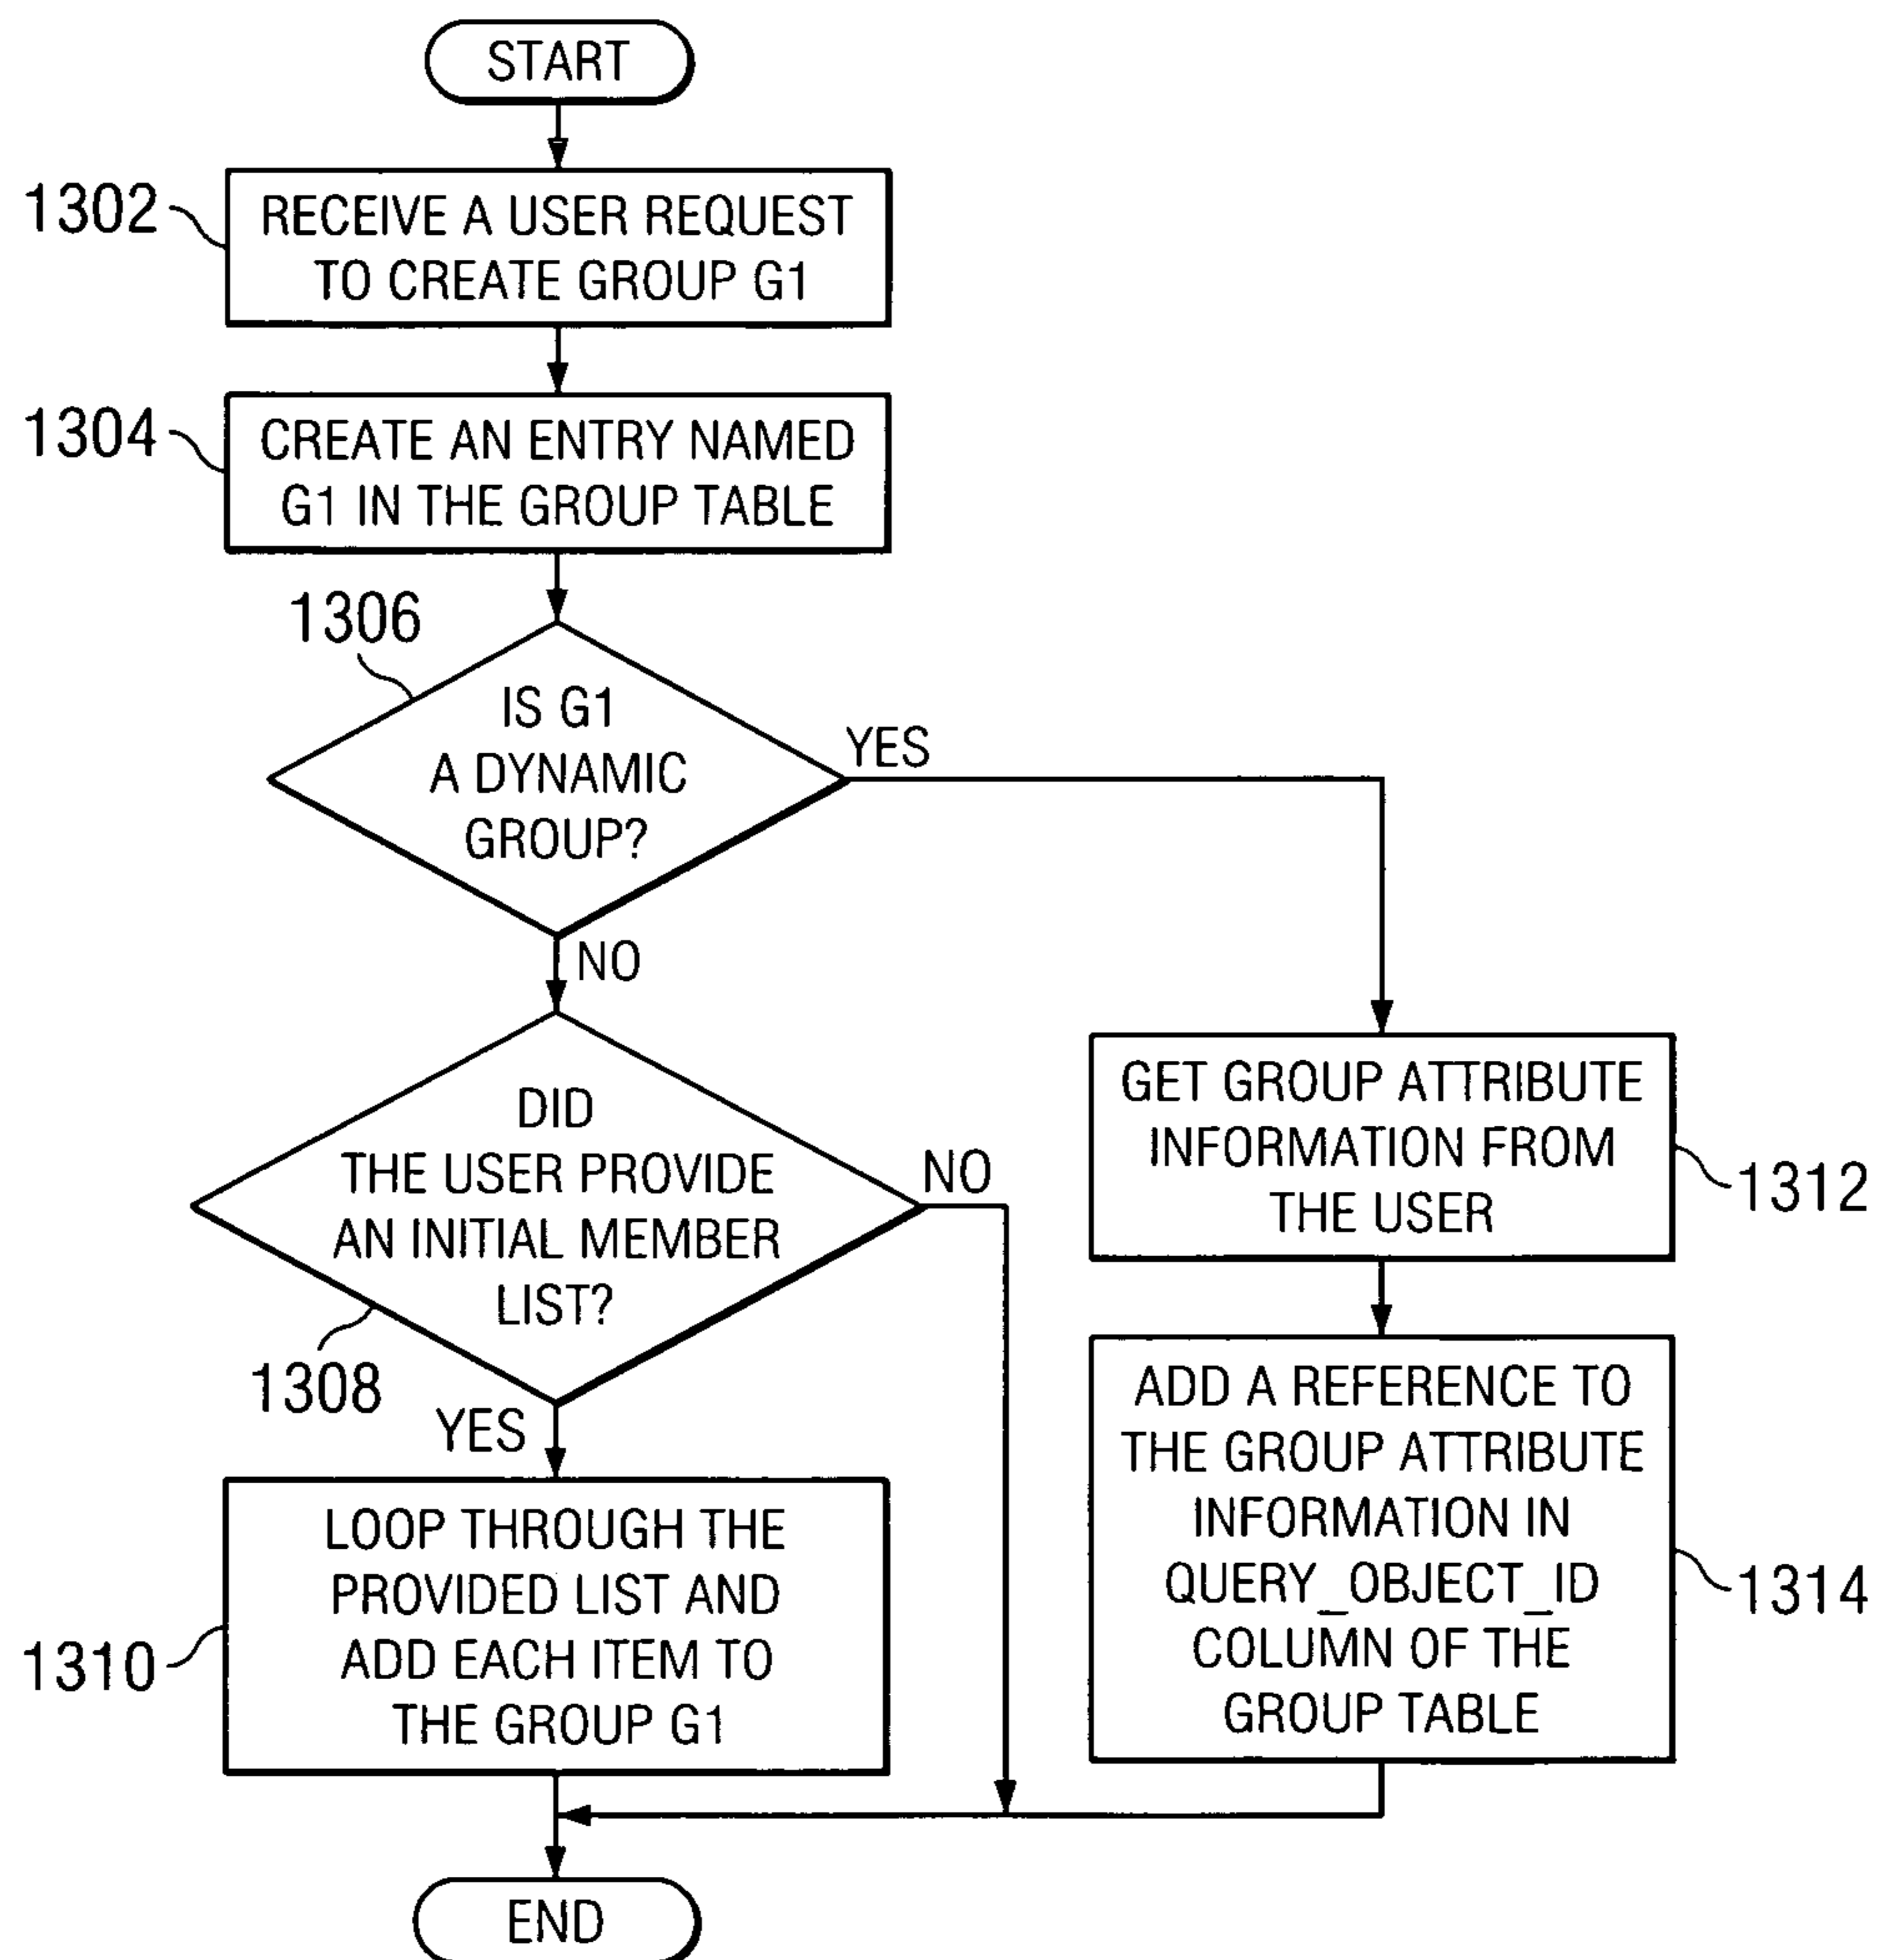 START
1302
RECEIVE A USER REQUEST
TO CREATE GROUP G1
1304
CREATE AN ENTRY NAMED
G1 IN THE GROUP TABLE
1306
IS G1
A DYNAMIC
GROUP?
YES
NO
DID
THE USER PROVIDE
AN INITIAL MEMBER
LIST?
NO
1308
YES
LOOP THROUGH THE
PROVIDED LIST AND
ADD EACH ITEM TO
THE GROUP G1
1310
GET GROUP ATTRIBUTE
INFORMATION FROM
THE USER
1312
ADD A REFERENCE TO
THE GROUP ATTRIBUTE
INFORMATION IN
QUERY_OBJECT_ID
COLUMN OF THE
GROUP TABLE
1314
END